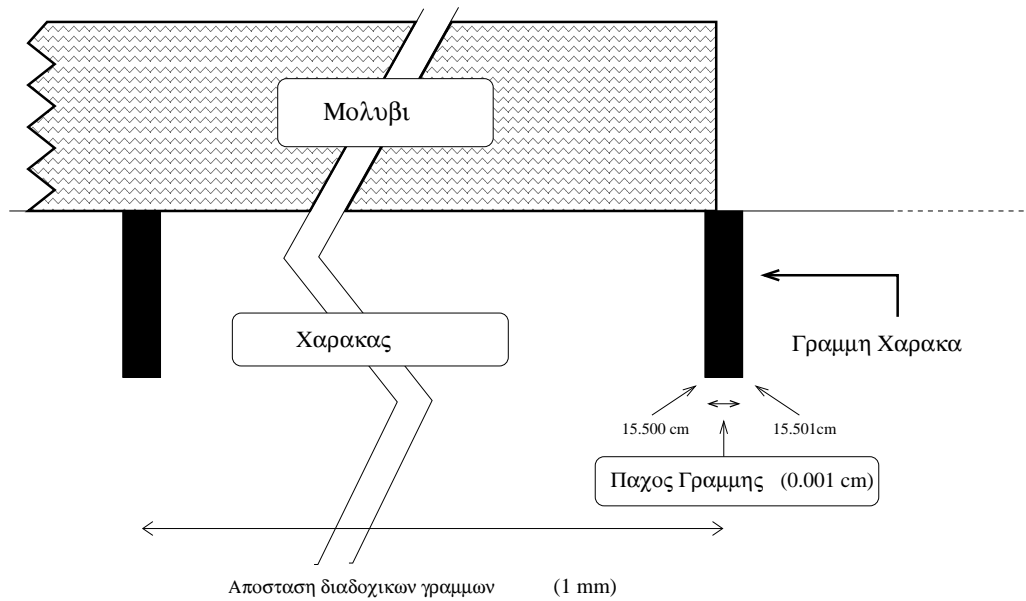 Μολυβι
Χαρακας
Γραμμη Χαρακα
15.500 cm
15.501cm
Παχος Γραμμης (0.001 cm)
Αποσταση διαδοχικων γραμμων (1 mm)